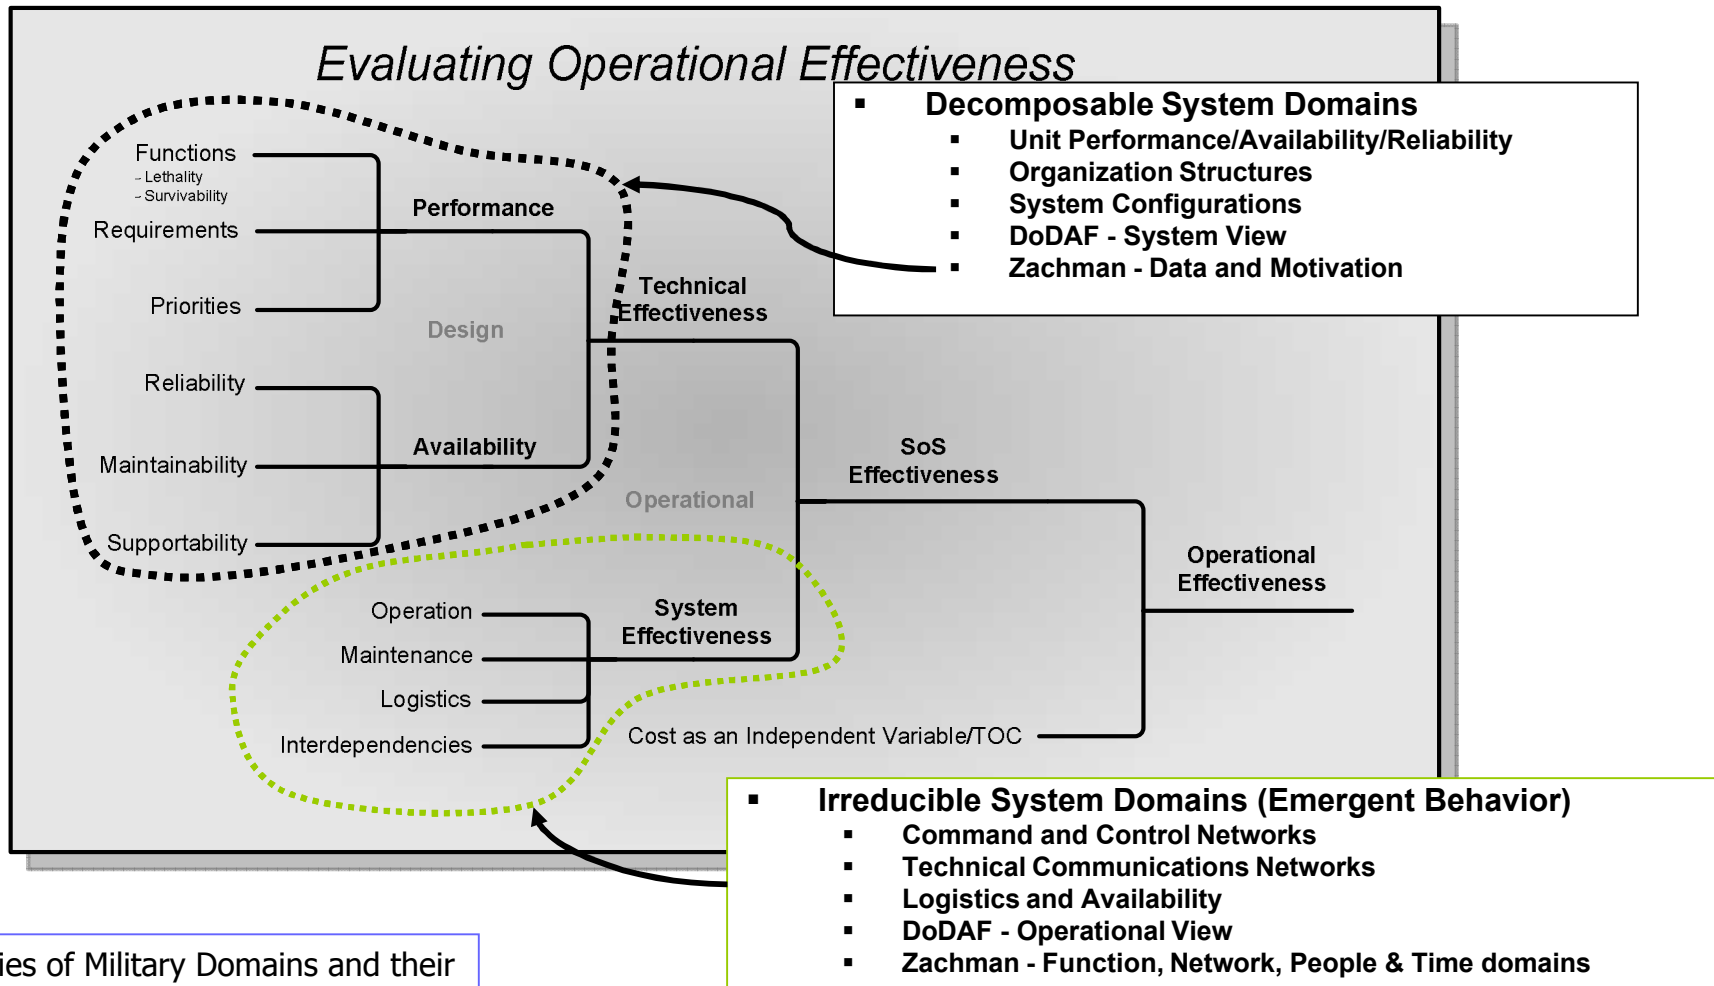 Evaluating Operational Effectiveness
▪ Decomposable System Domains
▪ Unit Performance/Availability/Reliability
▪ Organization Structures
▪ System Configurations
▪ DoDAF - System View
▪ Zachman - Data and Motivation
Functions
- Lethality
- Survivability
Requirements
Priorities
Performance
Design
Technical
Effectiveness
Reliability
Maintainability
Supportability
Availability
Operational
SoS
Effectiveness
Operational
Effectiveness
Operation
Maintenance
Logistics
Interdependencies
System
Effectiveness
Cost as an Independent Variable/TOC
▪ Irreducible System Domains (Emergent Behavior)
▪ Command and Control Networks
▪ Technical Communications Networks
▪ Logistics and Availability
▪ DoDAF - Operational View
▪ Zachman - Function, Network, People & Time domains
ies of Military Domains and their